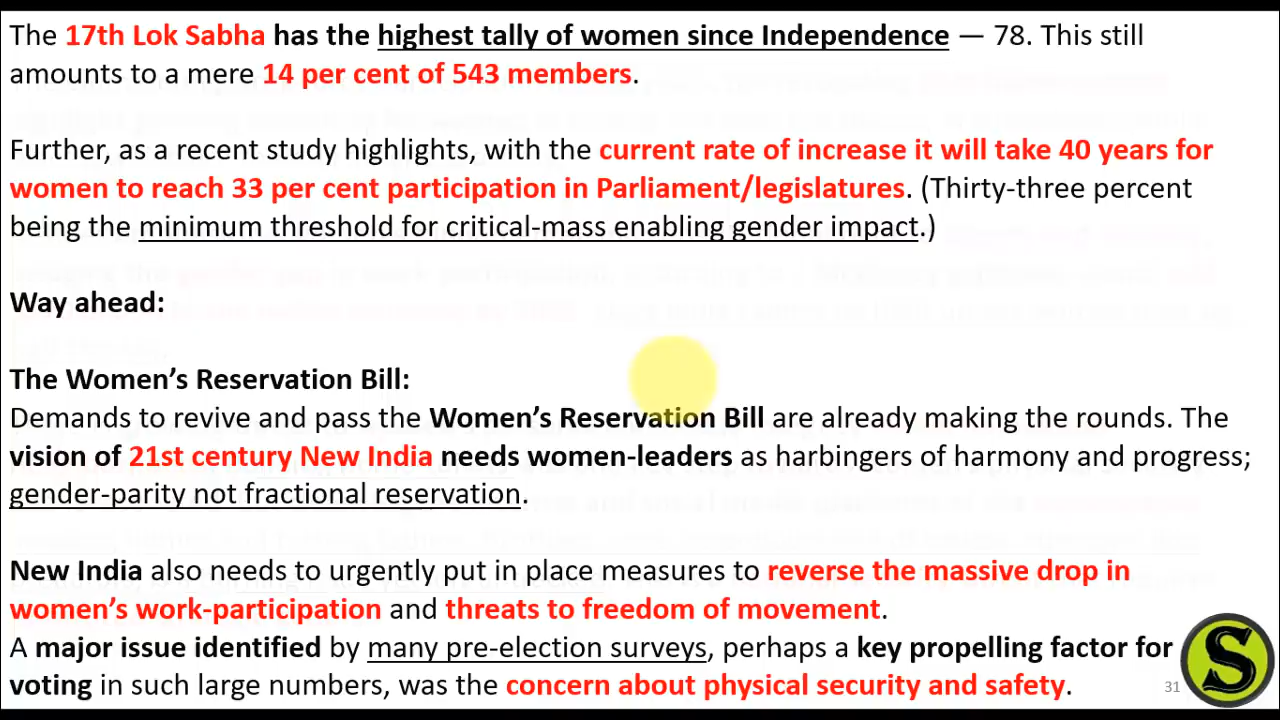 The 17th Lok Sabha has the highest tally of women since Independence — 78. This still
amounts to a mere 14 per cent of 543 members.
Further, as a recent study highlights, with the current rate of increase it will take 40 years for
women to reach 33 per cent participation in Parliament/legislatures. (Thirty-three percent
being the minimum threshold for critical-mass enabling gender impact.)
Way ahead:
The Women’s Reservation Bill:
Demands to revive and pass the Women’s Reservation Bill are already making the rounds. The
vision of 21st century New India needs women-leaders as harbingers of harmony and progress;
gender-parity not fractional reservation.
New India also needs to urgently put in place measures to reverse the massive drop in
women’s work-participation and threats to freedom of movement.
A major issue identified by many pre-election surveys, perhaps a key propelling factor for
voting in such large numbers, was the concern about physical security and safety.
31
S